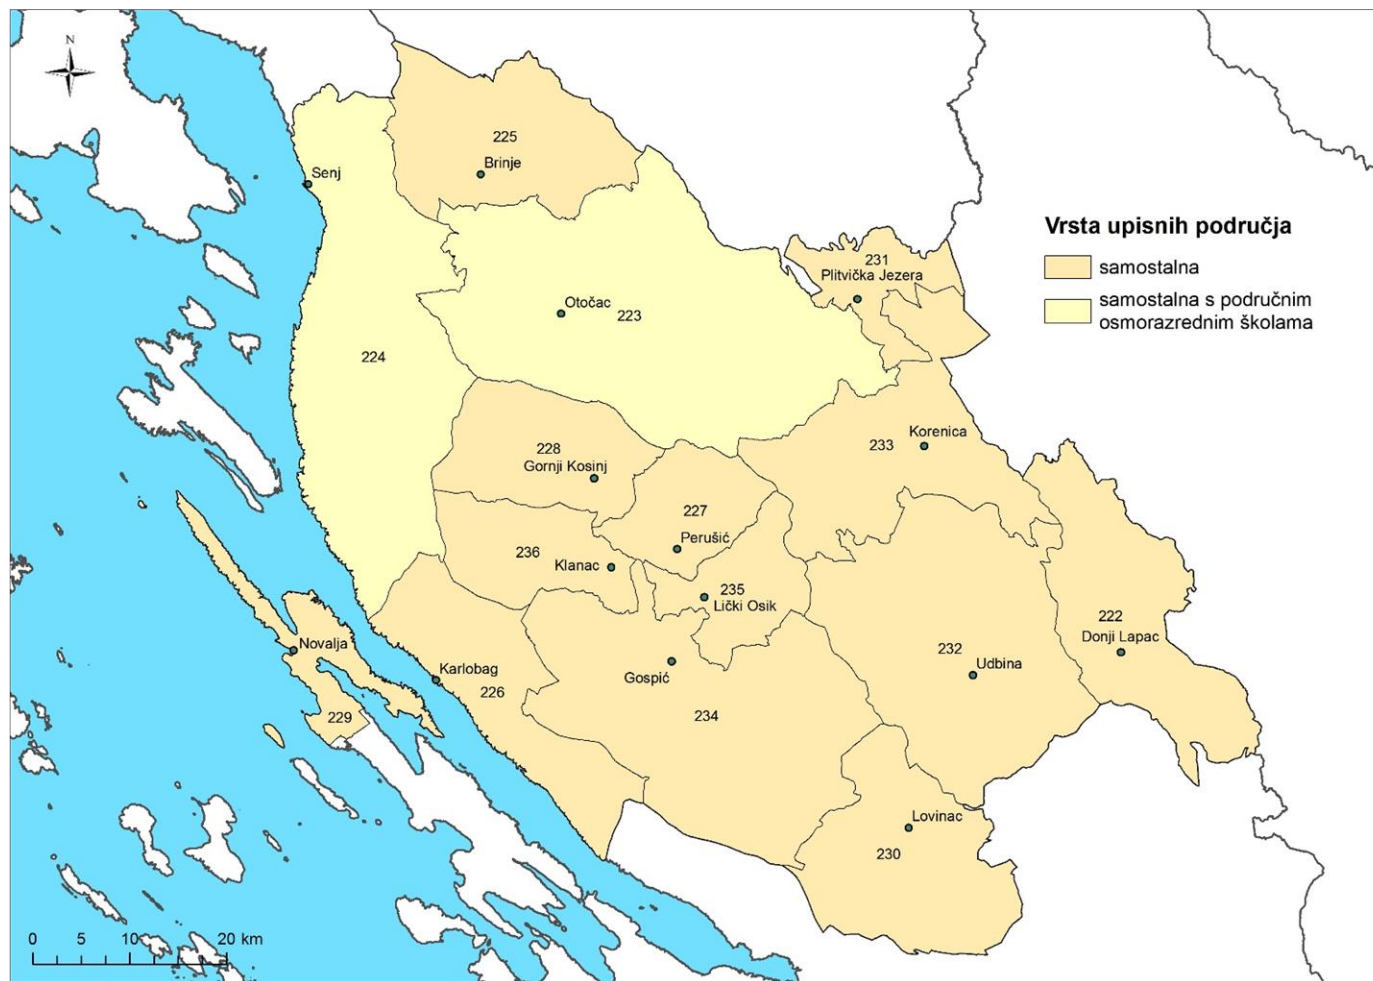 N
225
Brinje
Senj
Vrsta upisnih područja
samostalna
samostalna s područnim
osmorazrednim školama
231
Plitvička Jezera
Otočac
223
224
Korenica
233
228
Gornji Kosinj
227
Perušić
236
Klanac
235
Lički Osik
222
Donji Lapac
Novalja
232
Udbina
Karlobag
226
Gospić
234
229
Lovinac
230
0 5 10 20 km